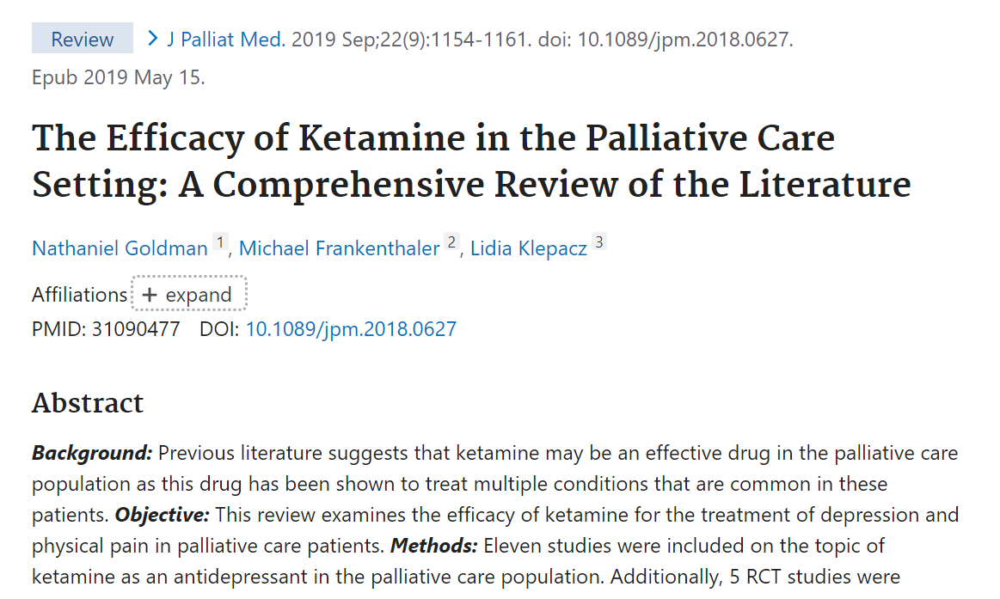 Review > J Palliat Med. 2019 Sep;22(9):1154-1161. doi: 10.1089/jpm.2018.0627.
Epub 2019 May 15.
The Efficacy of Ketamine in the Palliative Care
Setting: A Comprehensive Review of the Literature
Nathaniel Goldman 1, Michael Frankenthaler 2, Lidia Klepacz 3
Affiliations + expand
PMID: 31090477 DOI: 10.1089/jpm.2018.0627
Abstract
Background: Previous literature suggests that ketamine may be an effective drug in the palliative care
population as this drug has been shown to treat multiple conditions that are common in these
patients. Objective: This review examines the efficacy of ketamine for the treatment of depression and
physical pain in palliative care patients. Methods: Eleven studies were included on the topic of
ketamine as an antidepressant in the palliative care population. Additionally, 5 RCT studies were